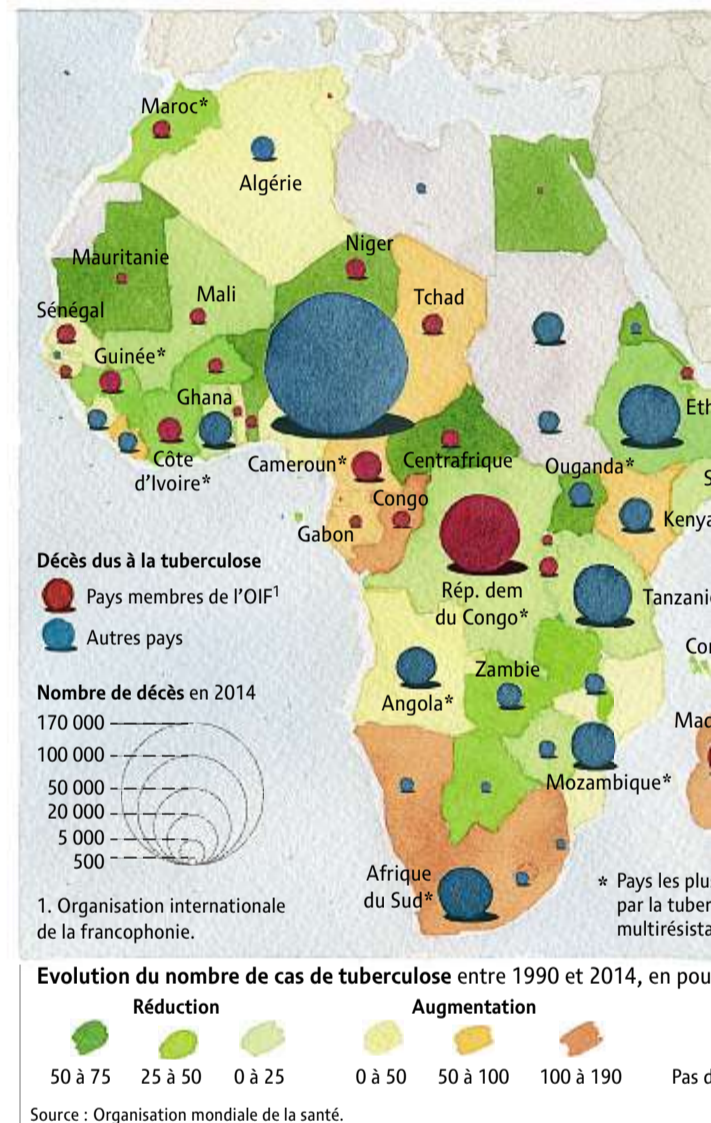 Maroc*
Algérie
Mauritanie
Niger
Mali
Tchad
Sénégal
Guinée*
Ghana
Eth
Côte
d'Ivoire*
Cameroun*
Centrafrique
Ouganda*
S
Congo
Kenya
Gabon
Décès dus à la tuberculose
Pays membres de l'OIF1
Autres pays
Rép. dem
du Congo*
Tanzanie
Con
Zambie
Angola*
Nombre de décès en 2014
170 000
100 000
50 000
20 000
5 000
500
Mad
Mozambique*
Afrique
du Sud*
* Pays les plus
par la tuber
multirésista
1. Organisation internationale
de la francophonie.
Evolution du nombre de cas de tuberculose entre 1990 et 2014, en pou
Réduction
Augmentation
50 à 75
25 à 50
0 à 25
0 à 50
50 à 100
100 à 190
Pas d
Source : Organisation mondiale de la santé.